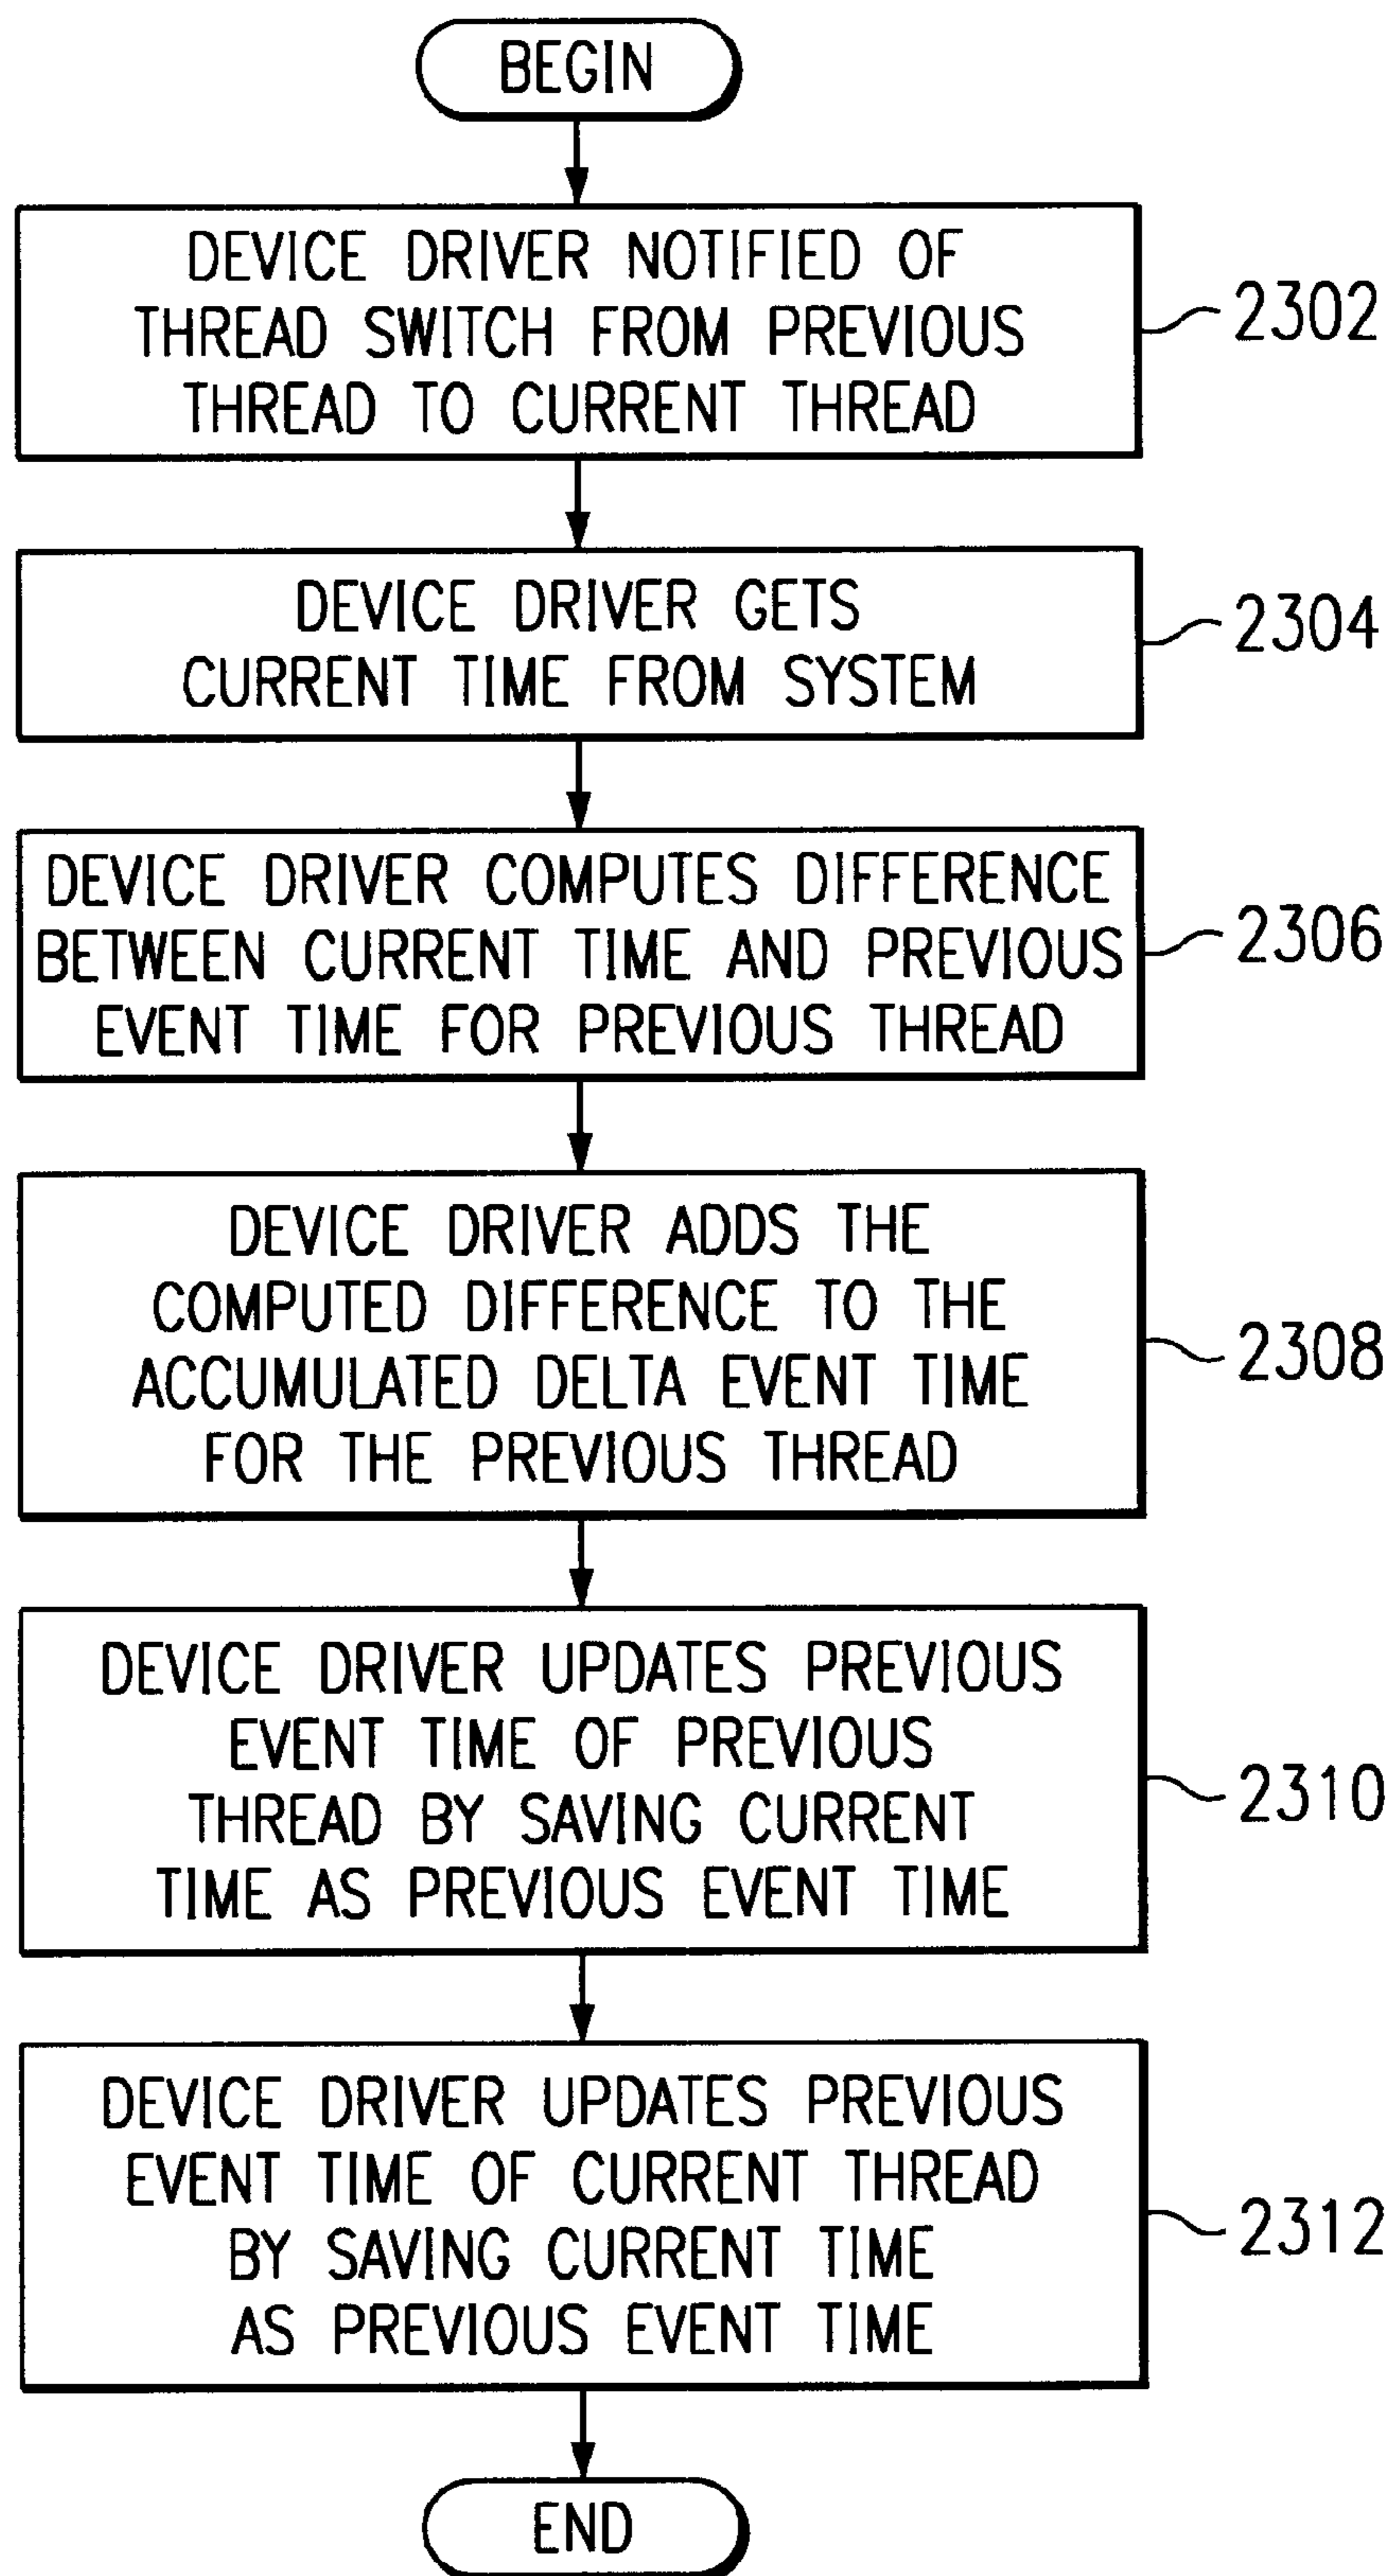 BEGIN
DEVICE DRIVER NOTIFIED OF
THREAD SWITCH FROM PREVIOUS
THREAD TO CURRENT THREAD
2302
DEVICE DRIVER GETS
CURRENT TIME FROM SYSTEM
2304
DEVICE DRIVER COMPUTES DIFFERENCE
BETWEEN CURRENT TIME AND PREVIOUS
EVENT TIME FOR PREVIOUS THREAD
2306
DEVICE DRIVER ADDS THE
COMPUTED DIFFERENCE TO THE
ACCUMULATED DELTA EVENT TIME
FOR THE PREVIOUS THREAD
2308
DEVICE DRIVER UPDATES PREVIOUS
EVENT TIME OF PREVIOUS
THREAD BY SAVING CURRENT
TIME AS PREVIOUS EVENT TIME
2310
DEVICE DRIVER UPDATES PREVIOUS
EVENT TIME OF CURRENT THREAD
BY SAVING CURRENT TIME
AS PREVIOUS EVENT TIME
2312
END